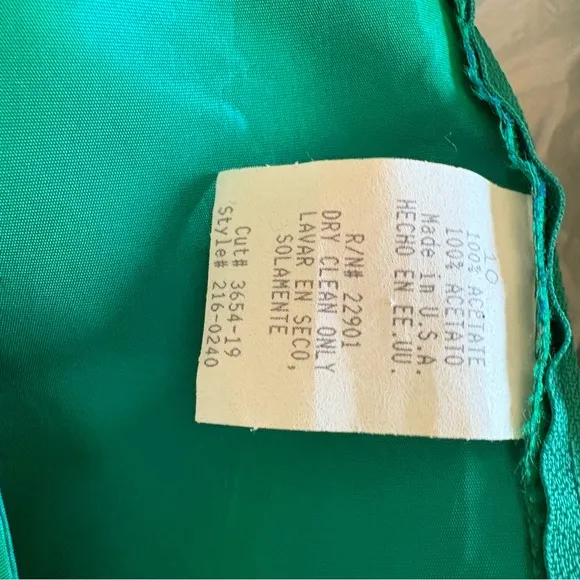 10
100% ACETATE
100% ACETATO
Made in U.S.A.
HECHO EN EE.UU.
R/N# 22901
DRY CLEAN ONLY
LAVAR EN SECO,
SOLAMENTE
Cut# 3654-19
Style# 216-0240